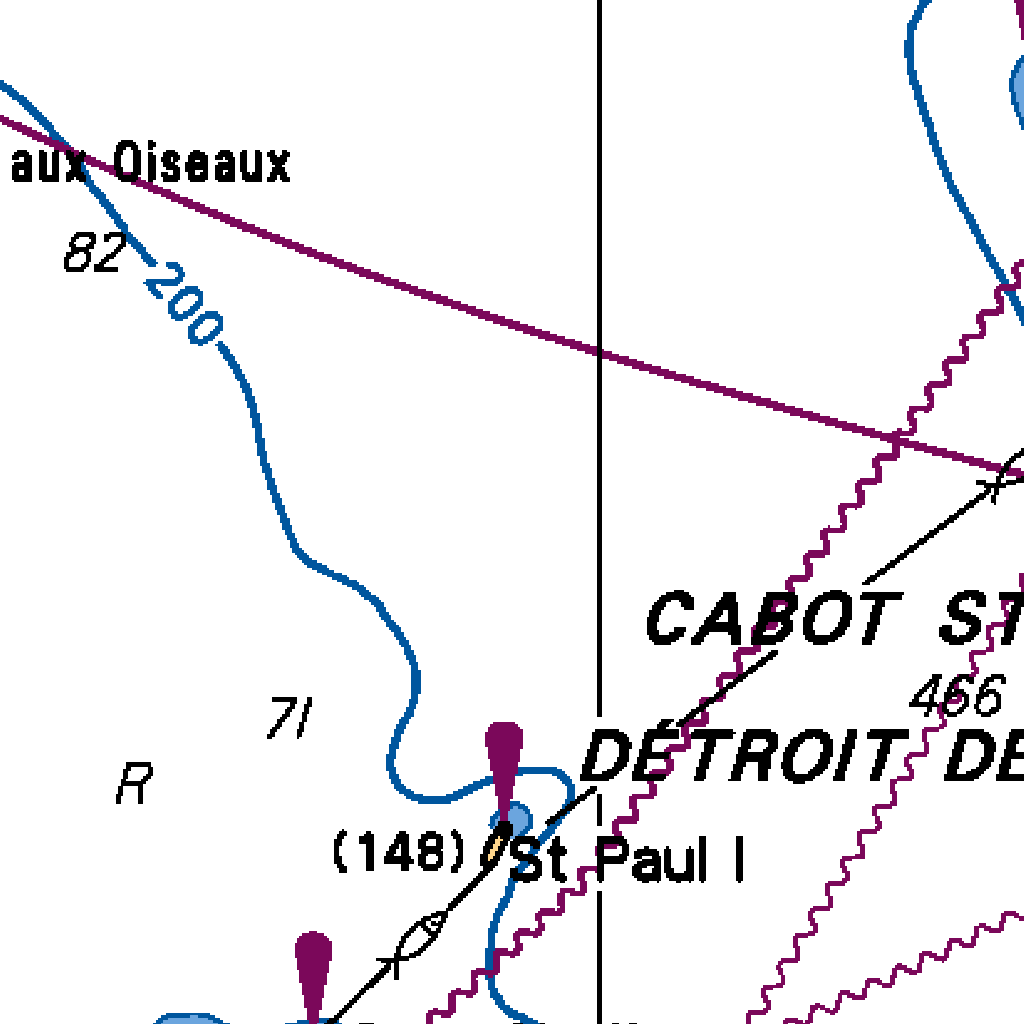 aux Oiseaux
82
200
CABOT ST
466
71
DÉTROIT DE
R
(148)
St Paul I